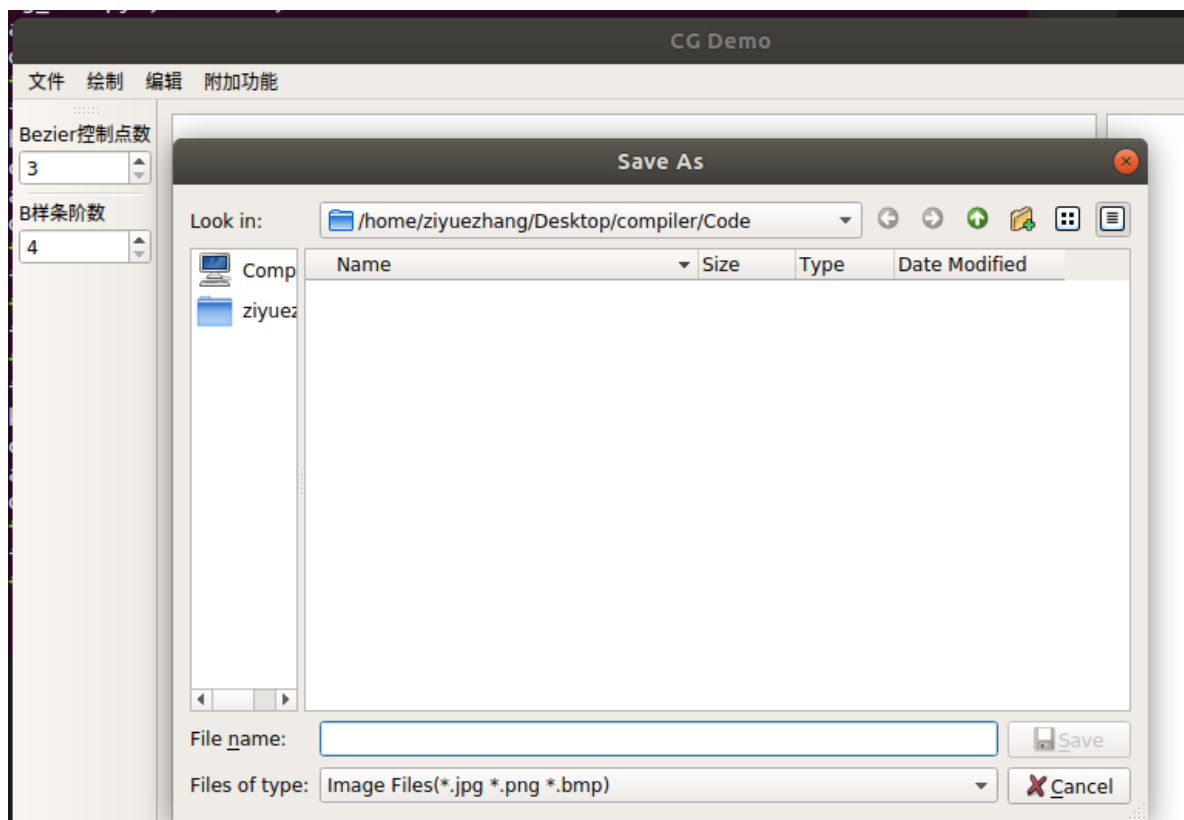 CG Demo
文件 绘制 编辑 附加功能
Bezier控制点数
3
B样条阶数
4
Save As
Look in: /home/ziyuezhang/Desktop/compiler/Code
Comp
ziyuez
Name Size Type Date Modified
File name: Save
Files of type: Image Files(*.jpg *.png *.bmp) Cancel